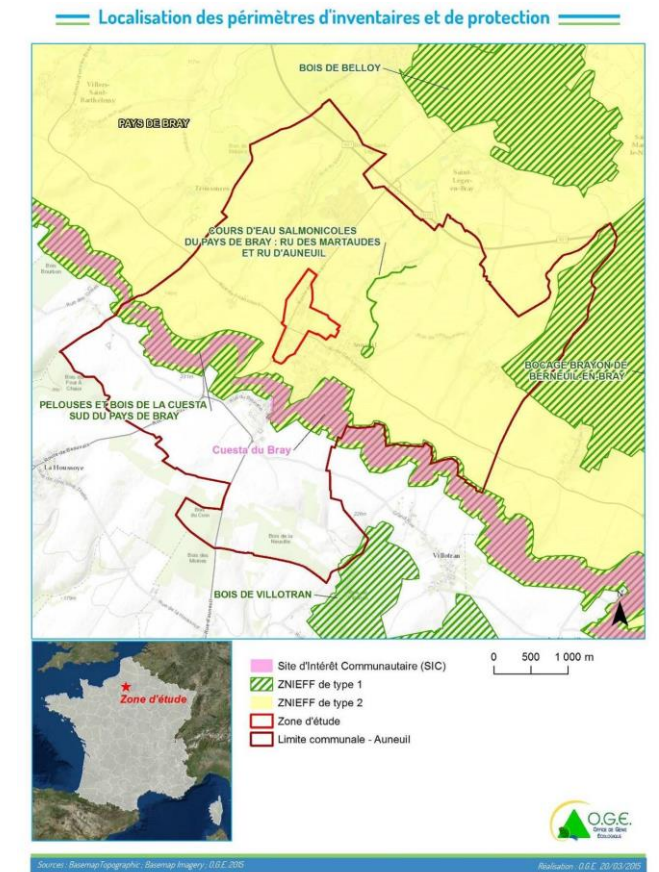 Localisation des périmètres d'inventaires et de protection
BOIS DE BELLOY
PAYS DE BRAY
COURS D'EAU SALMONICOLES
DU PAYS DE BRAY : RU DES MARTAUDES
ET RU D'AUNEUIL
BOCAGE BRAYON DE
BERNEUIL-EN-BRAY
PELOUSES ET BOIS DE LA CUESTA
SUD DU PAYS DE BRAY
Cuesta du Bray
La Houssoye
Villotran
BOIS DE VILLOTRAN
Zone d'étude
Site d'Intérêt Communautaire (SIC)
ZNIEFF de type 1
ZNIEFF de type 2
Zone d'étude
Limite communale - Auneuil
0 500 1 000 m
O.G.E.
OFFICE DE GÉNIE
ÉCOLOGIQUE
Sources : Basemap Topographic ; Basemap Imagery ; O.G.E. 2015
Réalisation : O.G.E. 20/03/2015